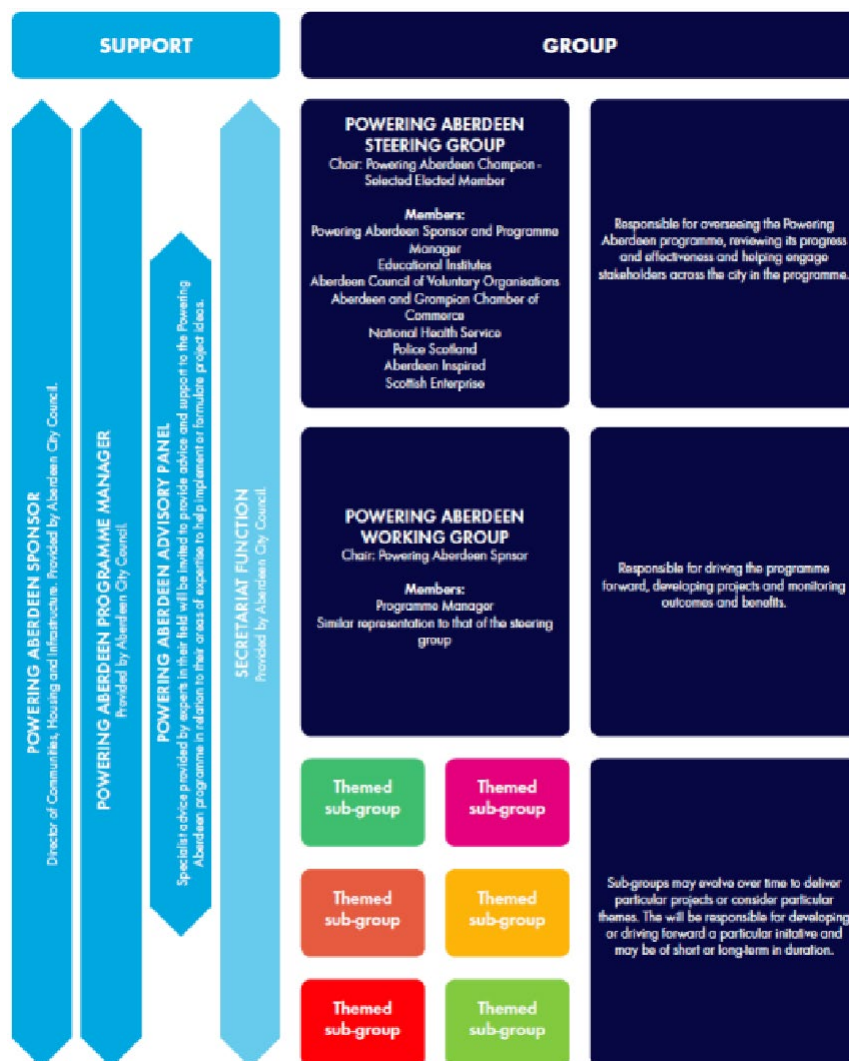 SUPPORT
GROUP
POWERING ABERDEEN SPONSOR
Director of Communities, Housing and Infrastructure. Provided by Aberdeen City Council.
POWERING ABERDEEN PROGRAMME MANAGER
Provided by Aberdeen City Council.
POWERING ABERDEEN ADVISORY PANEL
Specialist advice provided by experts in their field will be invited to provide advice and support to the Powering
Aberdeen programme in relation to their areas of expertise to help implement or formulate project ideas.
SECRETARIAT FUNCTION
Provided by Aberdeen City Council.
POWERING ABERDEEN
STEERING GROUP
Chair: Powering Aberdeen Champion -
Selected Elected Member
Members:
Powering Aberdeen Sponsor and Programme
Manager
Educational Institutes
Aberdeen Council of Voluntary Organisations
Aberdeen and Grampian Chamber of
Commerce
National Health Service
Police Scotland
Aberdeen Inspired
Scottish Enterprise
Responsible for overseeing the Powering
Aberdeen programme, reviewing its progress
and effectiveness and helping engage
stakeholders across the city in the programme.
POWERING ABERDEEN
WORKING GROUP
Chair: Powering Aberdeen Spnsor
Members:
Programme Manager
Similar representation to that of the steering
group
Responsible for driving the programme
forward, developing projects and monitoring
outcomes and benefits.
Themed
sub-group
Themed
sub-group
Themed
sub-group
Themed
sub-group
Themed
sub-group
Themed
sub-group
Sub-groups may evolve over time to deliver
particular projects or consider particular
themes. The will be responsible for developing
or driving forward a particular initative and
may be of short or long-term in duration.